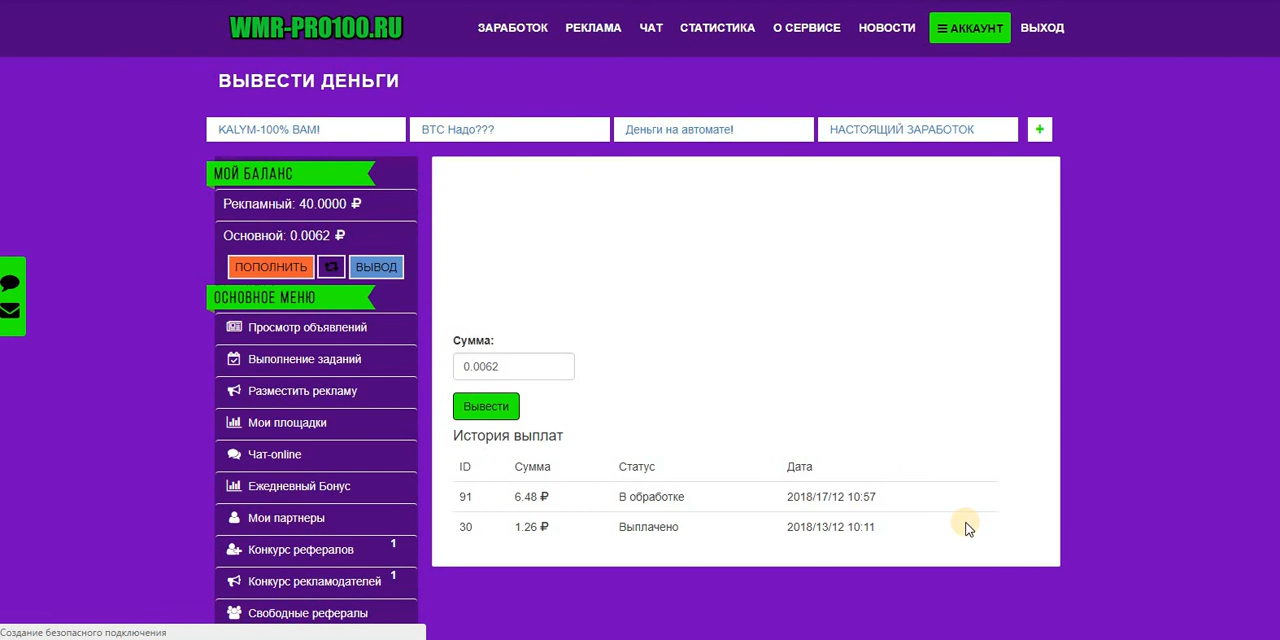 WMR-PRO100.RU
ЗАРАБОТОК РЕКЛАМА ЧАТ СТАТИСТИКА О СЕРВИСЕ НОВОСТИ АККАУНТ ВЫХОД
ВЫВЕСТИ ДЕНЬГИ
KALYM-100% ВАМ! BTC Надо??? Деньги на автомате! НАСТОЯЩИЙ ЗАРАБОТОК +
МОЙ БАЛАНС
Рекламный: 40.0000 ₽
Основной: 0.0062 ₽
ПОПОЛНИТЬ ВЫВОД
ОСНОВНОЕ МЕНЮ
Просмотр объявлений
Выполнение заданий
Разместить рекламу
Мои площадки
Чат-online
Ежедневный Бонус
Мои партнеры
Конкурс рефералов 1
Конкурс рекламодателей 1
Свободные рефералы
Сумма:
0.0062
Вывести
История выплат
ID Сумма Статус Дата
91 6.48 ₽ В обработке 2018/17/12 10:57
30 1.26 ₽ Выплачено 2018/13/12 10:11
Создание безопасного подключения